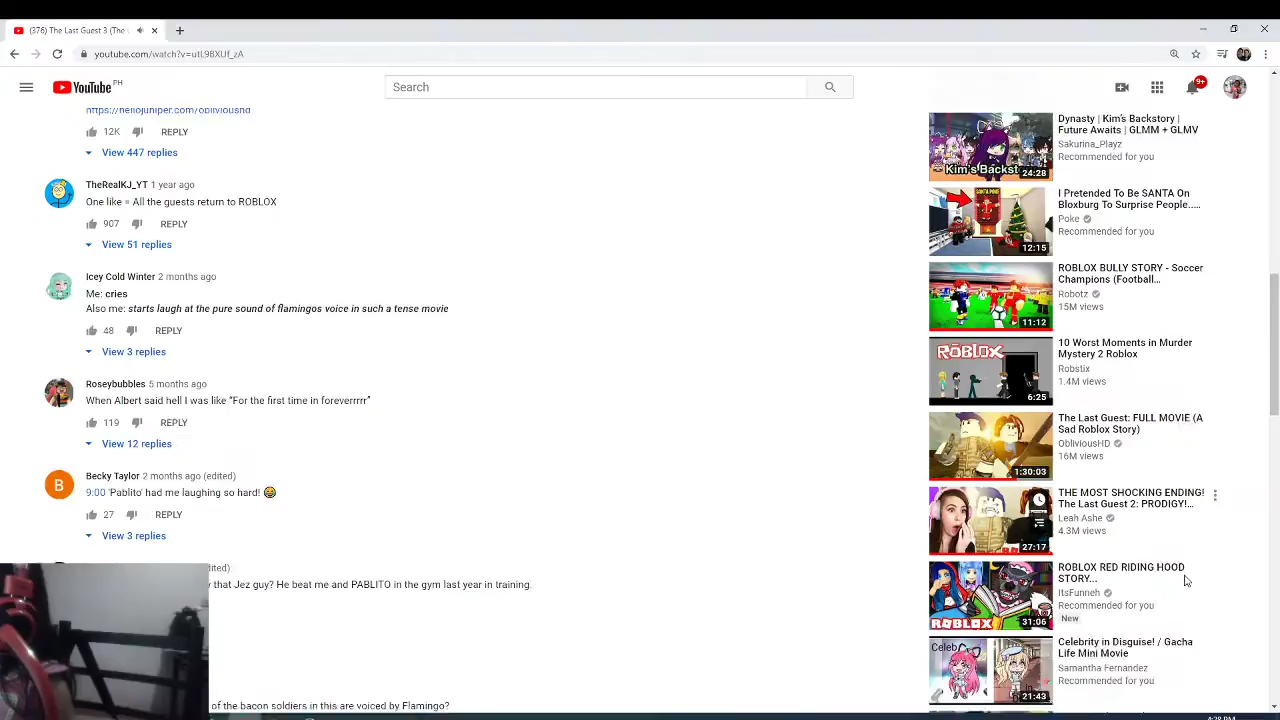 (376) The Last Guest 3 (The
youtube.com/watch?v=utL9BXUf_zA
YouTube PH
Search
9+
https://hellojuniper.com/oblivioushd
12K REPLY
View 447 replies
TheRealKJ_YT 1 year ago
One like = All the guests return to ROBLOX
907 REPLY
View 51 replies
Icey Cold Winter 2 months ago
Me: cries
Also me: starts laugh at the pure sound of flamingos voice in such a tense movie
48 REPLY
View 3 replies
Roseybubbles 5 months ago
When Albert said hell I was like “For the first time in foreverrrrr”
119 REPLY
View 12 replies
B
Becky Taylor 2 months ago (edited)
9:00 'Pablito' had me laughing so hard!
27 REPLY
View 3 replies
dited)
that Jez guy? He beat me and PABLITO in the gym last year in training.
of the bacon soldiers in this are voiced by Flamingo?
Kim's Backst
24:28
Dynasty | Kim's Backstory |
Future Awaits | GLMM + GLMV
Sakurina_Playz
Recommended for you
12:15
I Pretended To Be SANTA On
Bloxburg To Surprise People....
Poke
Recommended for you
11:12
ROBLOX BULLY STORY - Soccer
Champions (Football...
Robotz
15M views
ROBLOX
6:25
10 Worst Moments in Murder
Mystery 2 Roblox
Robstix
1.4M views
1:30:03
The Last Guest: FULL MOVIE (A
Sad Roblox Story)
ObliviousHD
16M views
27:17
THE MOST SHOCKING ENDING!
The Last Guest 2: PRODIGY!...
Leah Ashe
4.3M views
ROBLOX
31:06
ROBLOX RED RIDING HOOD
STORY...
ItsFunneh
Recommended for you
New
Celeb
21:43
Celebrity in Disguise! / Gacha
Life Mini Movie
Samantha Fernandez
Recommended for you
4:28 PM